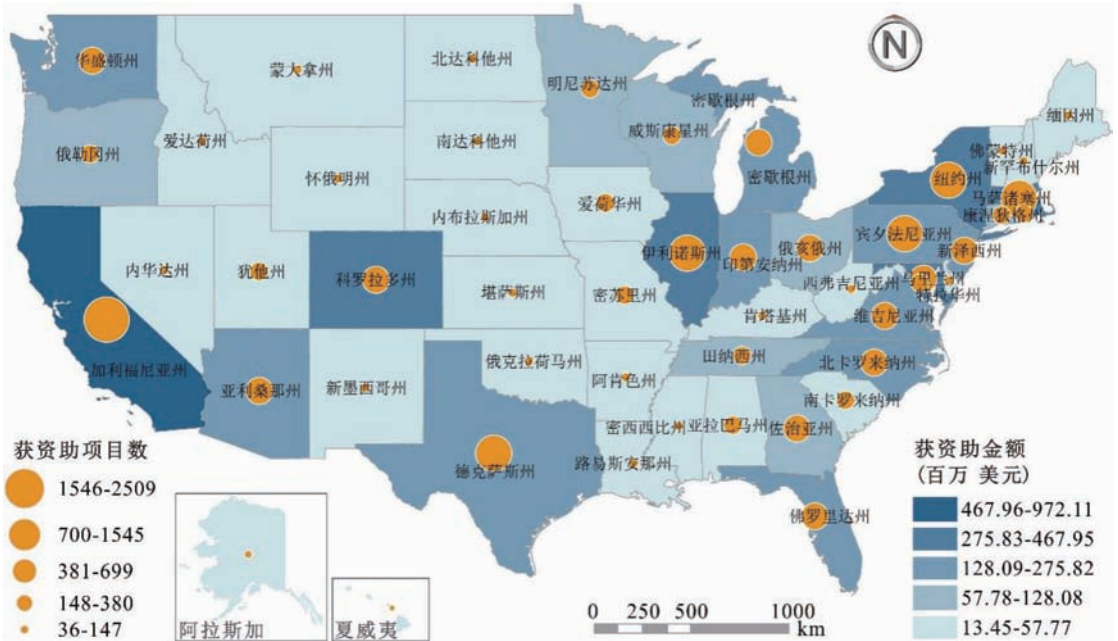 N
华盛顿州
蒙大拿州
北达科他州
明尼苏达州
密歇根州
缅因州
俄勒冈州
爱达荷州
南达科他州
威斯康星州
密歇根州
佛蒙特州
新罕布什尔州
纽约州
马萨诸塞州
康涅狄格州
怀俄明州
内布拉斯加州
爱荷华州
伊利诺斯州
印第安纳州
俄亥俄州
宾夕法尼亚州
新泽西州
内华达州
犹他州
科罗拉多州
堪萨斯州
密苏里州
西弗吉尼亚州
马里兰州
特拉华州
肯塔基州
维吉尼亚州
加利福尼亚州
亚利桑那州
新墨西哥州
俄克拉荷马州
阿肯色州
田纳西州
北卡罗来纳州
南卡罗来纳州
密西西比州
亚拉巴马州
佐治亚州
德克萨斯州
路易斯安那州
佛罗里达州
获资助项目数
1546-2509
700-1545
381-699
148-380
36-147
阿拉斯加
夏威夷
0 250 500 1000
km
获资助金额
(百万 美元)
467.96-972.11
275.83-467.95
128.09-275.82
57.78-128.08
13.45-57.77